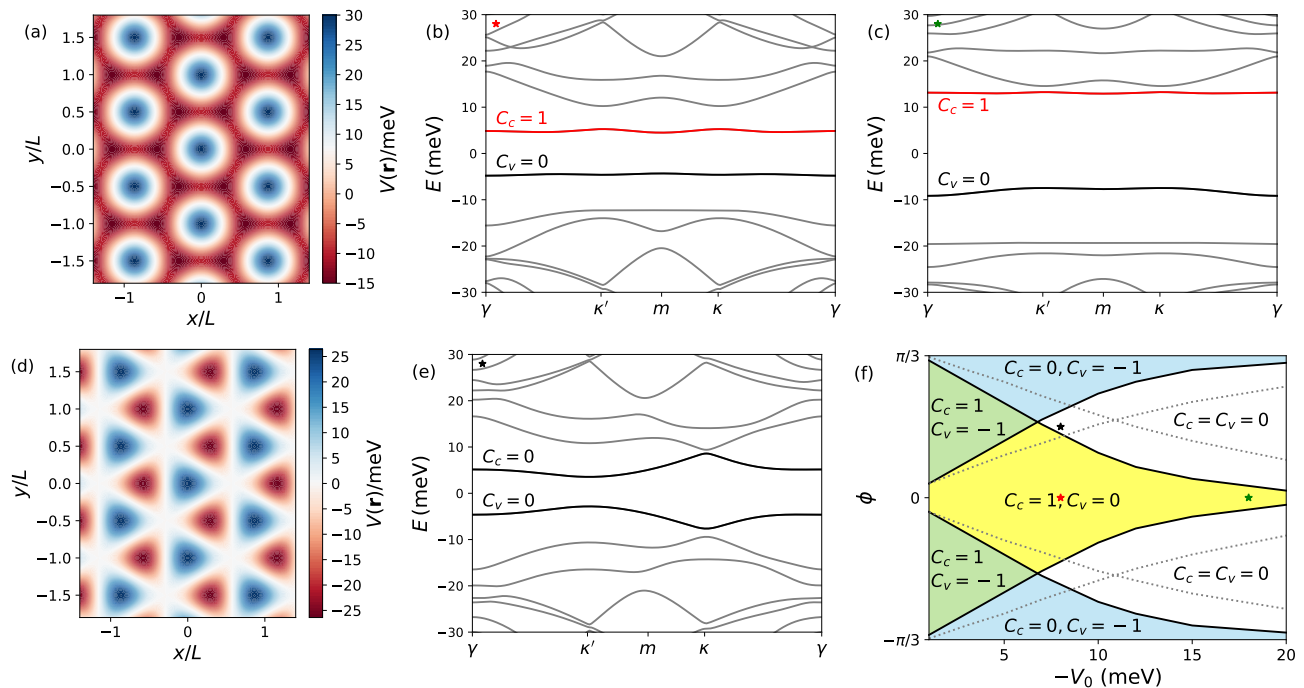 (a)
1.5
1.0
0.5
0.0
−0.5
−1.0
−1.5
y/L
−1
0
1
x/L
30
25
20
15
10
5
0
−5
−10
−15
V(r)/meV
(b)
30
20
10
0
−10
−20
−30
E (meV)
C_c = 1
C_v = 0
γ
κ′
m
κ
γ
(c)
30
20
10
0
−10
−20
−30
E (meV)
C_c = 1
C_v = 0
γ
κ′
m
κ
γ
(d)
1.5
1.0
0.5
0.0
−0.5
−1.0
−1.5
y/L
−1
0
1
x/L
25
20
15
10
5
0
−5
−10
−15
−20
−25
V(r)/meV
(e)
30
20
10
0
−10
−20
−30
E (meV)
C_c = 0
C_v = 0
γ
κ′
m
κ
γ
(f)
π/3
0
−π/3
ϕ
C_c = 0, C_v = −1
C_c = 1
C_v = −1
C_c = C_v = 0
C_c = 1, C_v = 0
C_c = 1
C_v = −1
C_c = C_v = 0
C_c = 0, C_v = −1
5
10
15
20
−V_0 (meV)